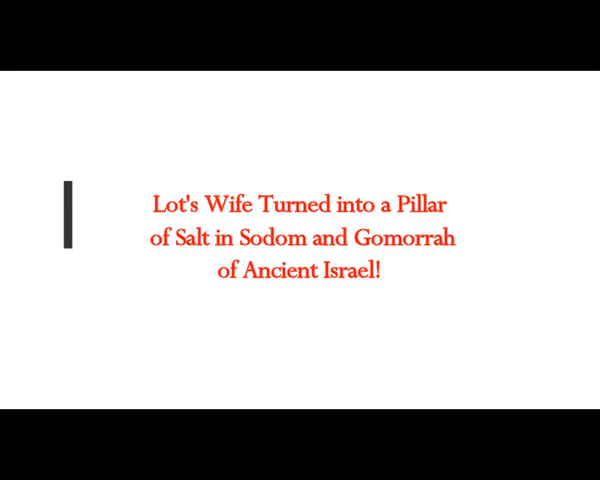 Lot's Wife Turned into a Pillar
of Salt in Sodom and Gomorrah
of Ancient Israel!